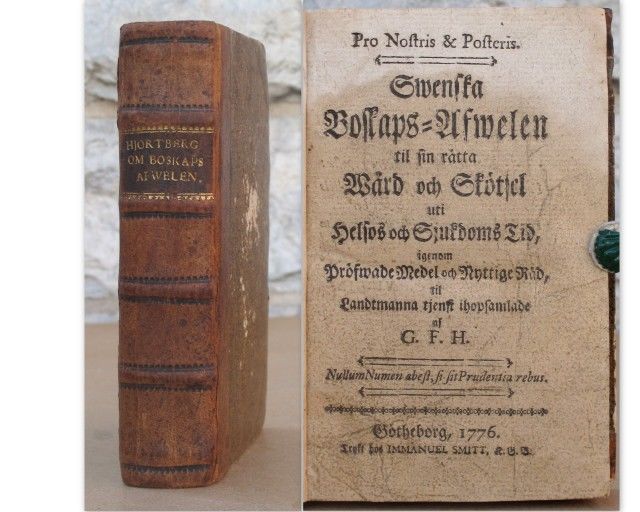 HJORTBERG
OM BOSKAPS
AFWELEN.
Pro Nostris & Posteris.
Swenska
Boskaps-Afwelen
til sin rätta
Wård och Skötsel
uti
Helsos och Sjukdoms Tid,
igenom
Pröfwade Medel och Nyttige Råd,
til
Landtmanna tjenst ihopsamlade
af
G. F. H.
Nullum Numen abest, si sit Prudentia rebus.
Götheborg, 1776.
Tryckt hos IMMANUEL SMITT,